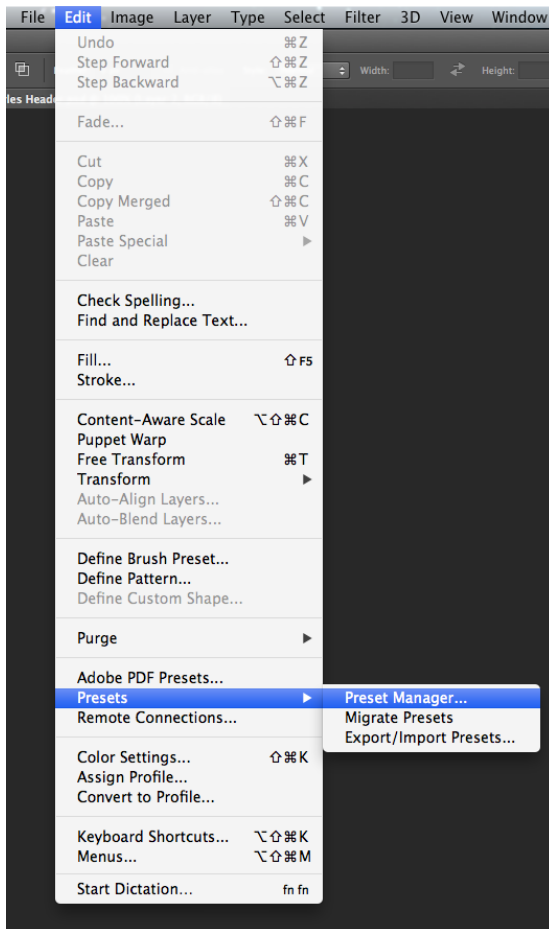 File Edit Image Layer Type Select Filter 3D View Window
Width: Height:
les Head
Undo ⌘Z
Step Forward ⇧⌘Z
Step Backward ⌥⌘Z
Fade... ⇧⌘F
Cut ⌘X
Copy ⌘C
Copy Merged ⇧⌘C
Paste ⌘V
Paste Special ▶
Clear
Check Spelling...
Find and Replace Text...
Fill... ⇧F5
Stroke...
Content-Aware Scale ⌥⇧⌘C
Puppet Warp
Free Transform ⌘T
Transform ▶
Auto-Align Layers...
Auto-Blend Layers...
Define Brush Preset...
Define Pattern...
Define Custom Shape...
Purge ▶
Adobe PDF Presets...
Presets ▶ Preset Manager...
Remote Connections... Migrate Presets
Export/Import Presets...
Color Settings... ⇧⌘K
Assign Profile...
Convert to Profile...
Keyboard Shortcuts... ⌥⇧⌘K
Menus... ⌥⇧⌘M
Start Dictation... fn fn